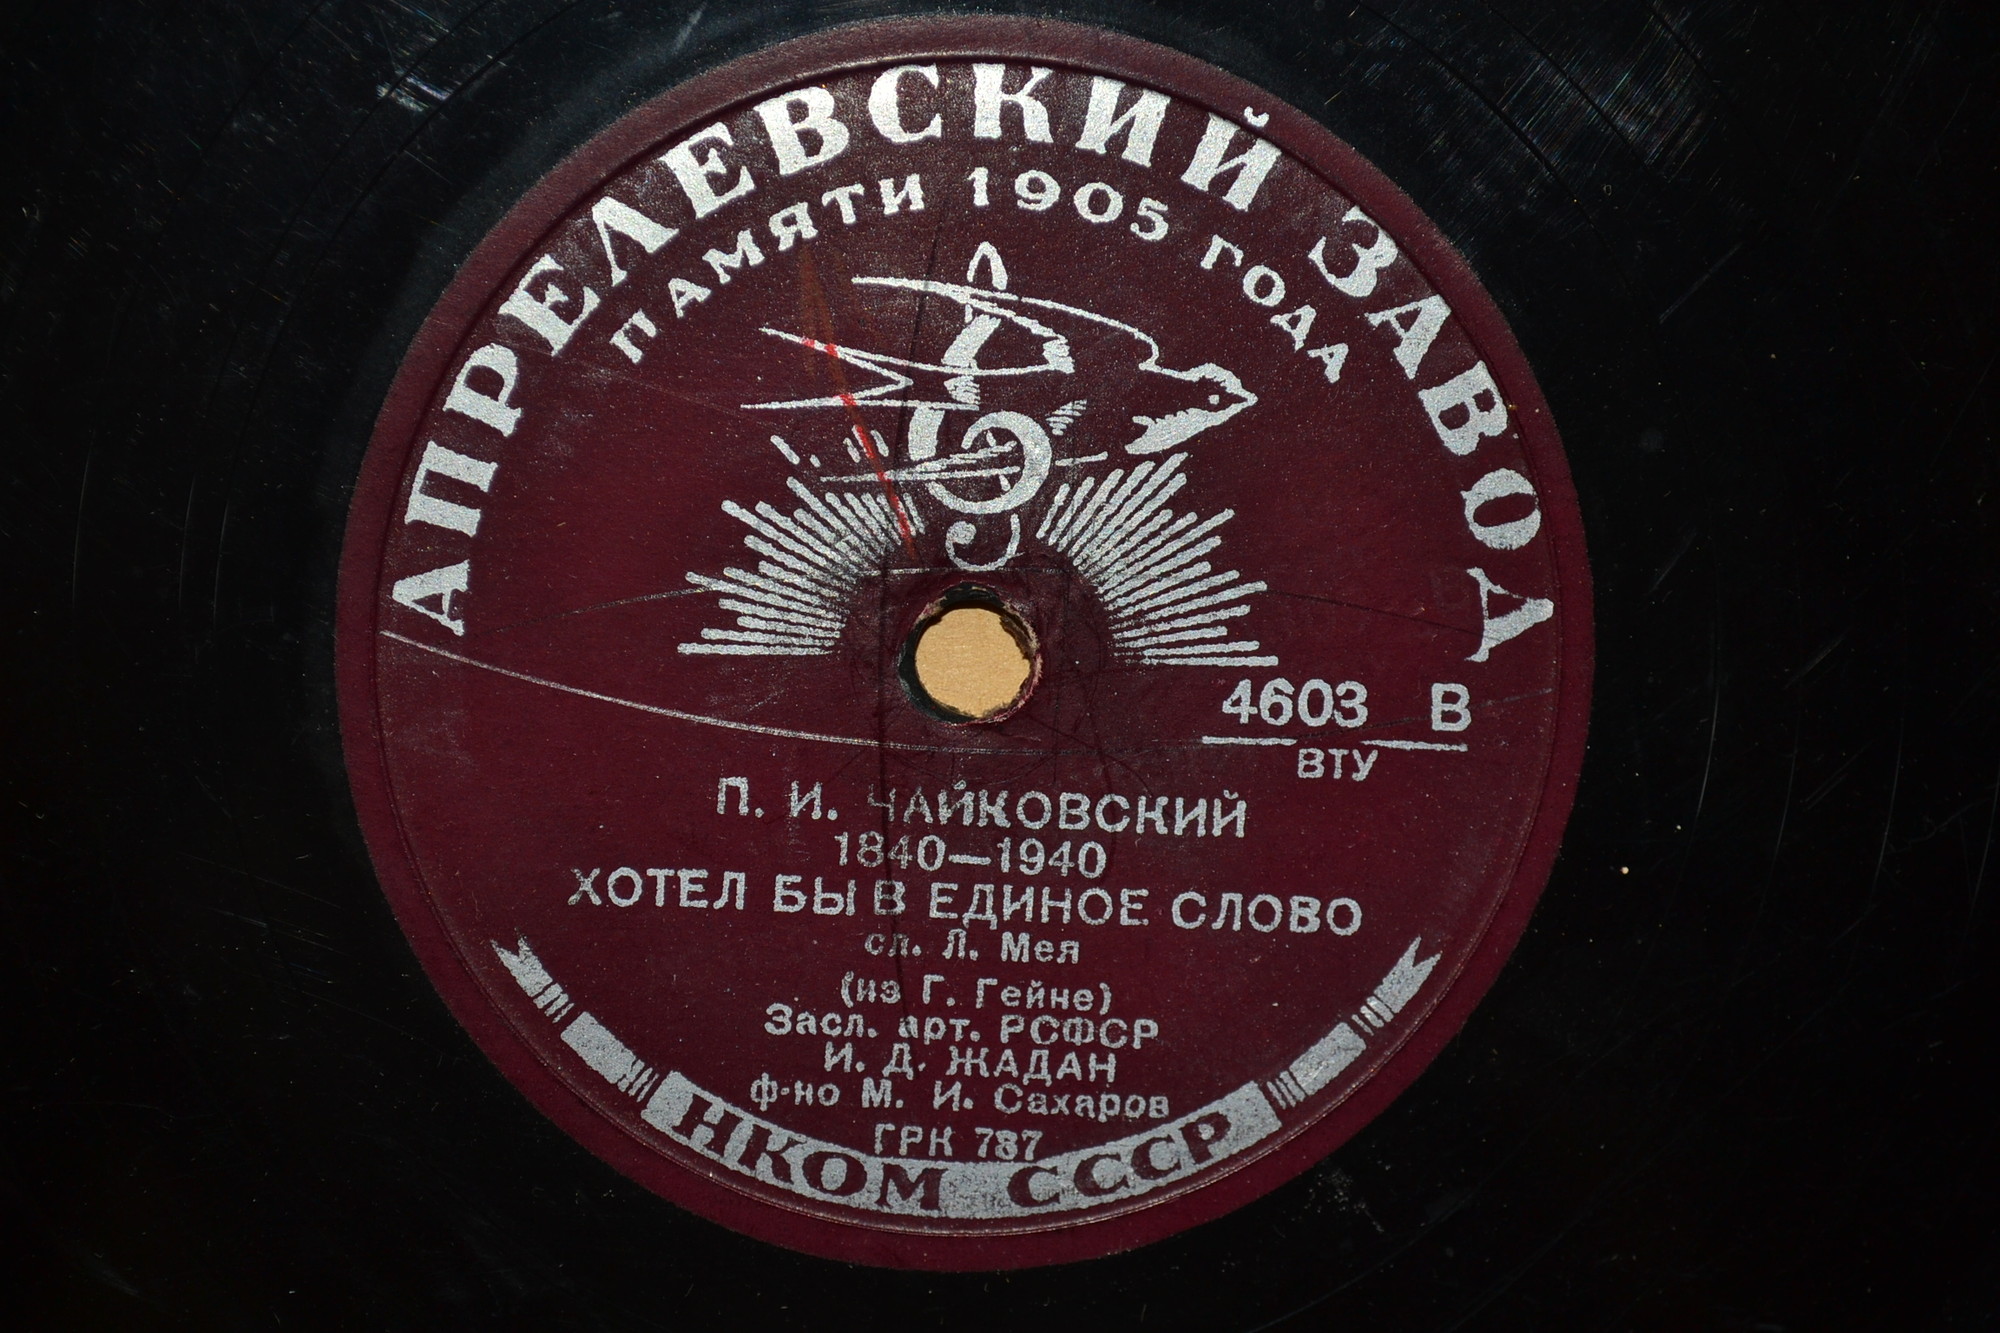 АПРЕЛЕВСКИЙ ЗАВОД
ПАМЯТИ 1905 ГОДА
4603 В
ВТУ
П. И. ЧАЙКОВСКИЙ
1840—1940
ХОТЕЛ БЫ В ЕДИНОЕ СЛОВО
сл. Л. Мея
(из Г. Гейне)
Засл. арт. РСФСР
И. Д. ЖАДАН
ф-но М. И. Сахаров
ГРК 787
НКОМ СССР